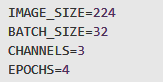 IMAGE_SIZE=224
BATCH_SIZE=32
CHANNELS=3
EPOCHS=4